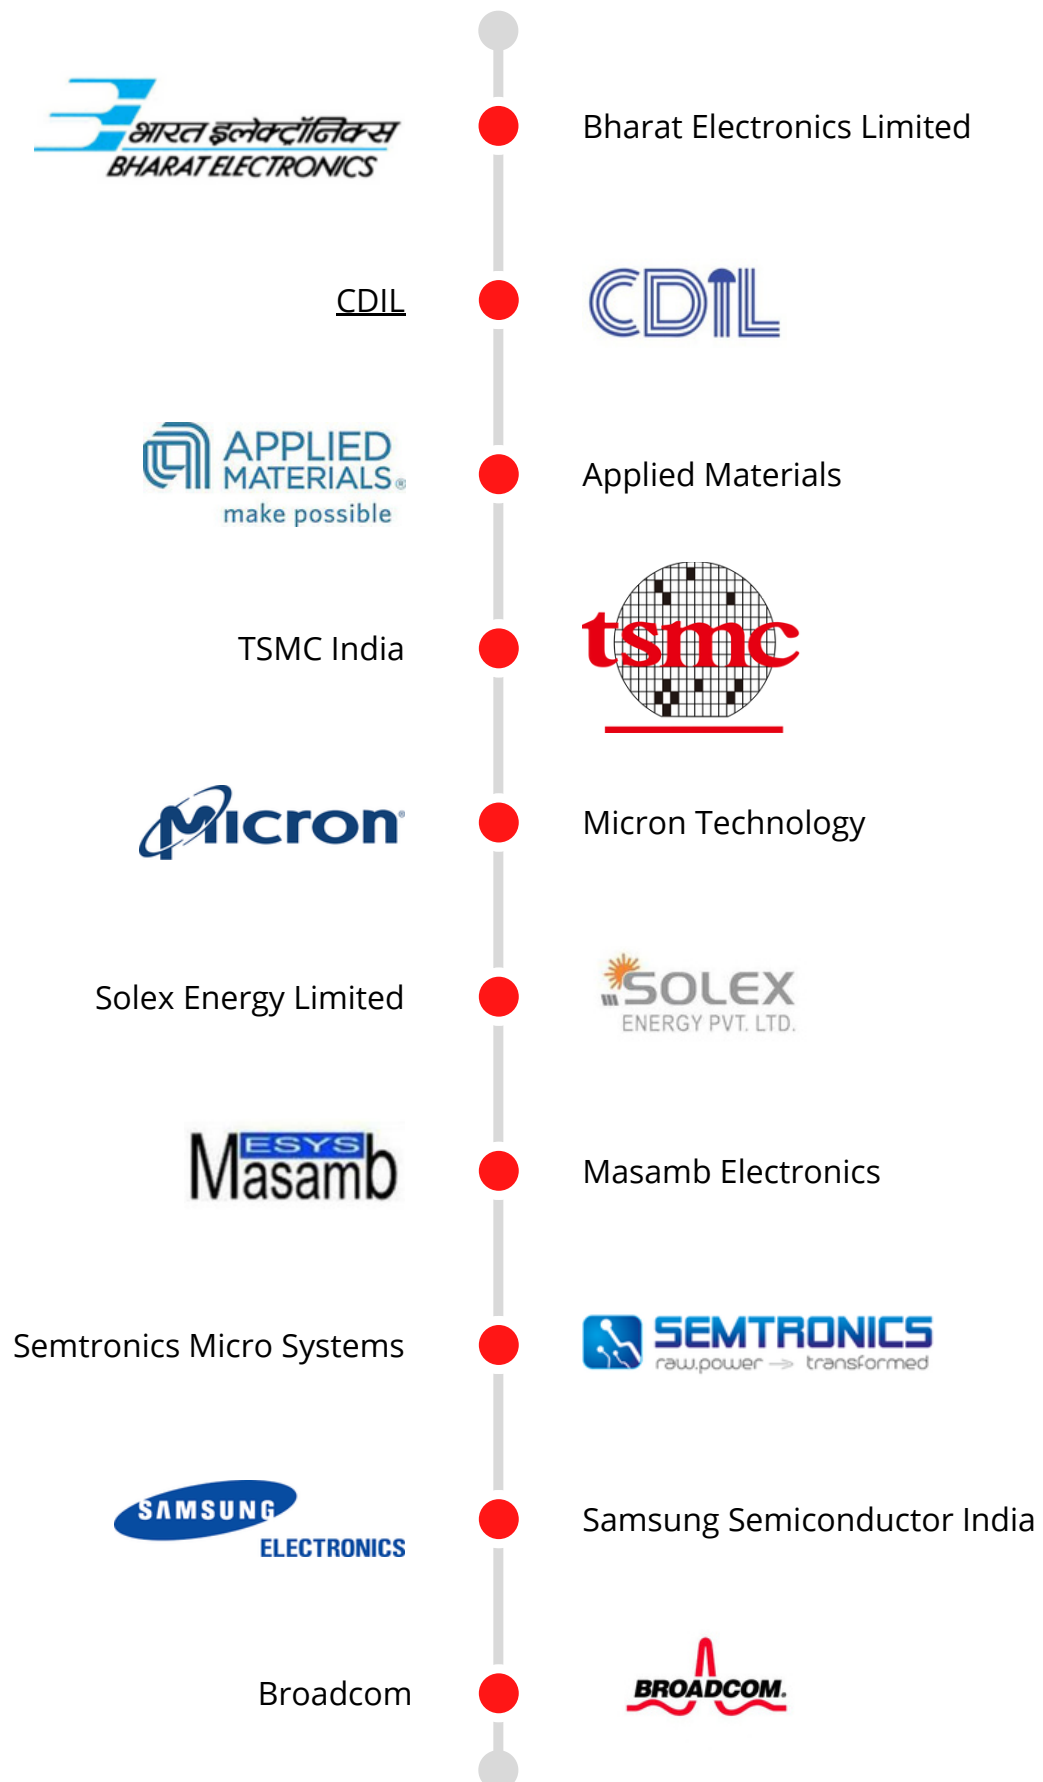 भारत इलेक्ट्रॉनिक्स
BHARAT ELECTRONICS
Bharat Electronics Limited
CDIL
CDIL
APPLIED
MATERIALS®
make possible
Applied Materials
TSMC India
tsmc
Micron®
Micron Technology
Solex Energy Limited
SOLEX
ENERGY PVT. LTD.
ESYS
Masamb
Masamb Electronics
Semtronics Micro Systems
SEMTRONICS
raw.power -> transformed
SAMSUNG
ELECTRONICS
Samsung Semiconductor India
Broadcom
BROADCOM®